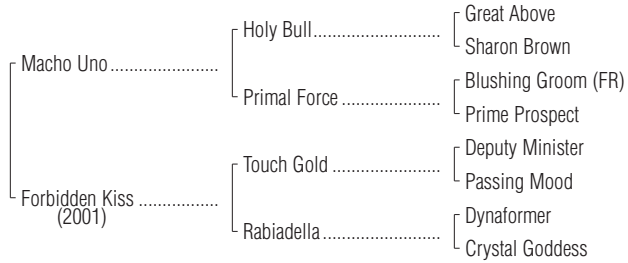 Great Above
Holy Bull
Sharon Brown
Macho Uno
Blushing Groom (FR)
Primal Force
Prime Prospect
Deputy Minister
Touch Gold
Passing Mood
Forbidden Kiss
(2001)
Dynaformer
Rabiadella
Crystal Goddess